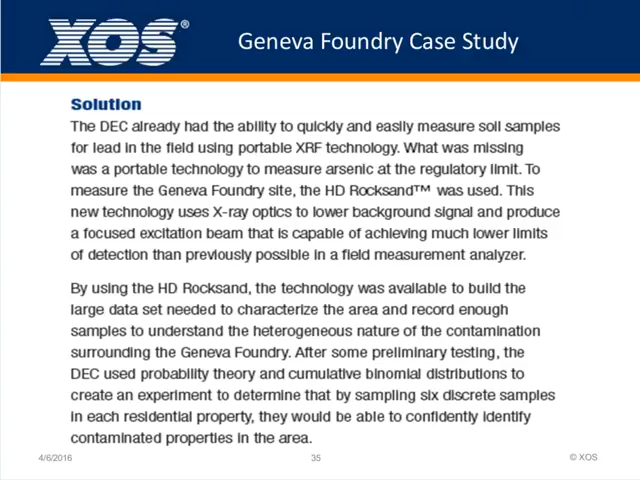 XOS®
Geneva Foundry Case Study
Solution
The DEC already had the ability to quickly and easily measure soil samples
for lead in the field using portable XRF technology. What was missing
was a portable technology to measure arsenic at the regulatory limit. To
measure the Geneva Foundry site, the HD Rocksand™ was used. This
new technology uses X-ray optics to lower background signal and produce
a focused excitation beam that is capable of achieving much lower limits
of detection than previously possible in a field measurement analyzer.
By using the HD Rocksand, the technology was available to build the
large data set needed to characterize the area and record enough
samples to understand the heterogeneous nature of the contamination
surrounding the Geneva Foundry. After some preliminary testing, the
DEC used probability theory and cumulative binomial distributions to
create an experiment to determine that by sampling six discrete samples
in each residential property, they would be able to confidently identify
contaminated properties in the area.
4/6/2016
35
© XOS